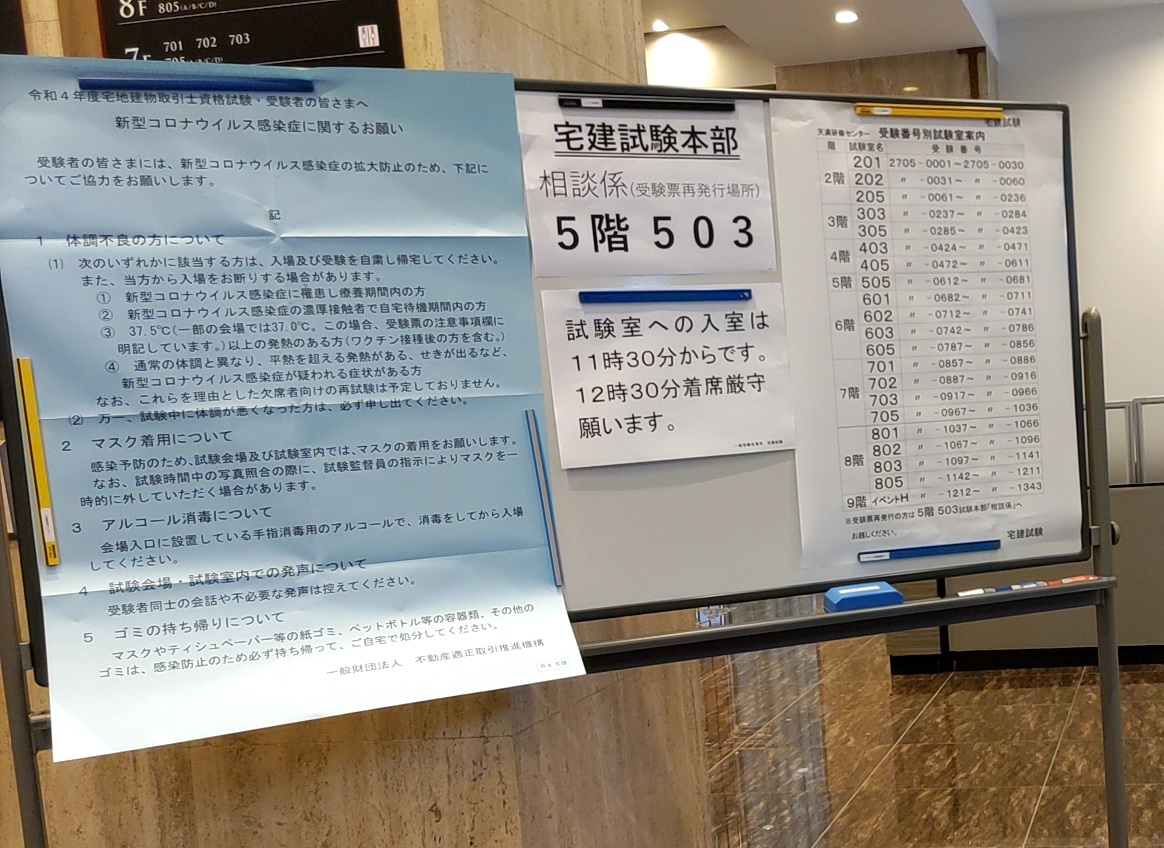 8F 805(A/B/C/D)
7F 701 702 703
705(A/B/C/D)
令和4年度宅地建物取引士資格試験・受験者の皆さまへ
新型コロナウイルス感染症に関するお願い
受験者の皆さまには、新型コロナウイルス感染症の拡大防止のため、下記に
ついてご協力をお願いします。
記
1 体調不良の方について
(1) 次のいずれかに該当する方は、入場及び受験を自粛し帰宅してください。
また、当方から入場をお断りする場合があります。
① 新型コロナウイルス感染症に罹患し療養期間内の方
② 新型コロナウイルス感染症の濃厚接触者で自宅待機期間内の方
③ 37.5℃(一部の会場では37.0℃。この場合、受験票の注意事項欄に
明記しています。)以上の発熱のある方(ワクチン接種後の方を含む。)
④ 通常の体調と異なり、平熱を超える発熱がある、せきが出るなど、
新型コロナウイルス感染症が疑われる症状がある方
なお、これらを理由とした欠席者向けの再試験は予定しておりません。
(2) 万一、試験中に体調が悪くなった方は、必ず申し出てください。
2 マスク着用について
感染予防のため、試験会場及び試験室内では、マスクの着用をお願いします。
なお、試験時間中の写真照合の際に、試験監督員の指示によりマスクを一
時的に外していただく場合があります。
3 アルコール消毒について
会場入口に設置している手指消毒用のアルコールで、消毒をしてから入場
してください。
4 試験会場・試験室内での発声について
受験者同士の会話や不必要な発声は控えてください。
5 ゴミの持ち帰りについて
マスクやティシュペーパー等の紙ゴミ、ペットボトル等の容器類、その他の
ゴミは、感染防止のため必ず持ち帰って、ご自宅で処分してください。
一般財団法人 不動産適正取引推進機構
宅建試験本部
相談係(受験票再発行場所)
5階 503
試験室への入室は
11時30分からです。
12時30分着席厳守
願います。
宅建試験
天満研修センター 受験番号別試験室案内
階 試験室名 受験番号
2階 201 2705-0001～2705-0030
202 〃 -0031～ 〃 -0060
205 〃 -0061～ 〃 -0236
3階 303 〃 -0237～ 〃 -0284
305 〃 -0285～ 〃 -0423
4階 403 〃 -0424～ 〃 -0471
405 〃 -0472～ 〃 -0611
5階 505 〃 -0612～ 〃 -0681
6階 601 〃 -0682～ 〃 -0711
602 〃 -0712～ 〃 -0741
603 〃 -0742～ 〃 -0786
605 〃 -0787～ 〃 -0856
7階 701 〃 -0857～ 〃 -0886
702 〃 -0887～ 〃 -0916
703 〃 -0917～ 〃 -0966
705 〃 -0967～ 〃 -1036
8階 801 〃 -1037～ 〃 -1066
802 〃 -1067～ 〃 -1096
803 〃 -1097～ 〃 -1141
805 〃 -1142～ 〃 -1211
9階 イベントH 〃 -1212～ 〃 -1343
※受験票再発行の方は5階 503試験本部「相談係」へ
お越しください。
宅建試験